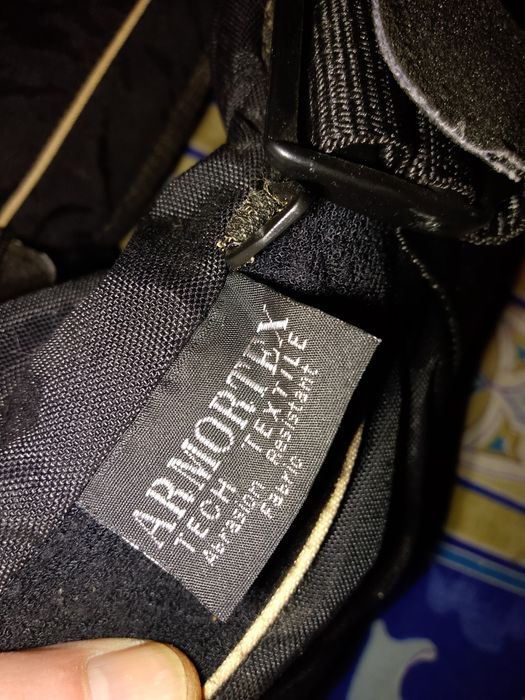 ARMORTEX
TECH TEXTILE
Abrasion Resistant
Fabric